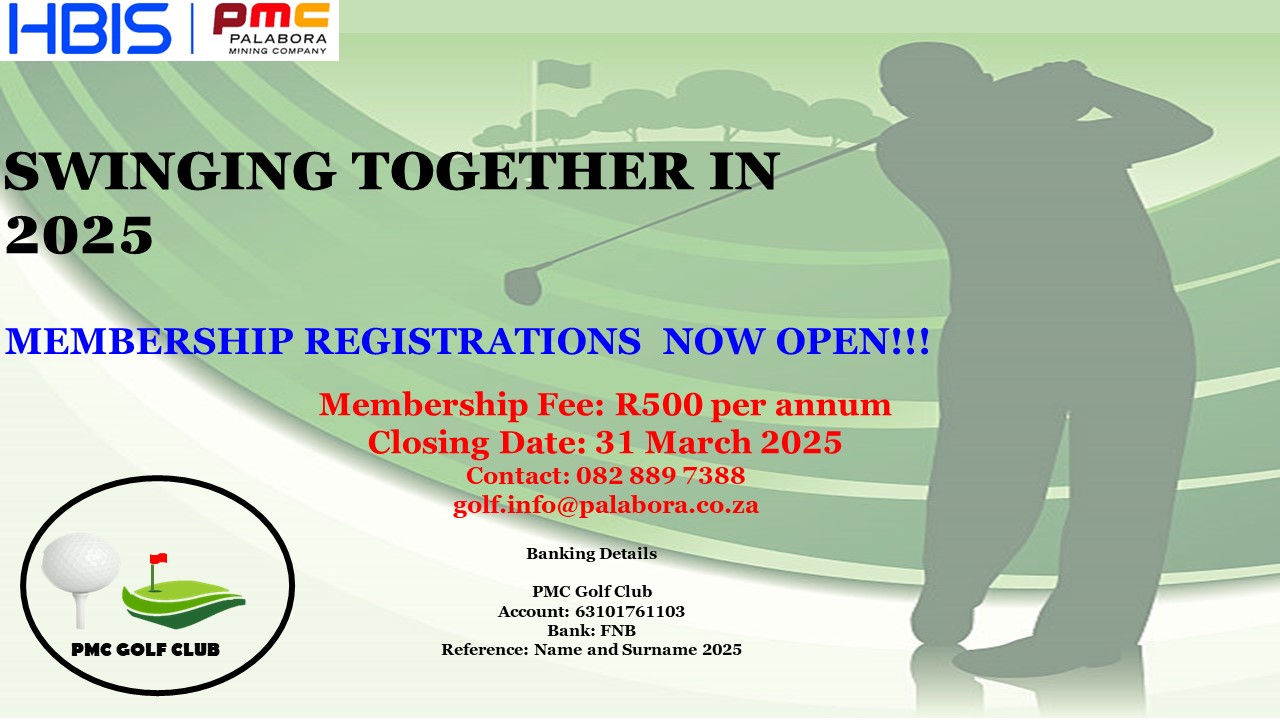 HBIS
PMC
PALABORA
MINING COMPANY
SWINGING TOGETHER IN
2025
MEMBERSHIP REGISTRATIONS  NOW OPEN!!!
Membership Fee: R500 per annum
Closing Date: 31 March 2025
Contact: 082 889 7388
golf.info@palabora.co.za
Banking Details
PMC Golf Club
Account: 63101761103
Bank: FNB
Reference: Name and Surname 2025
PMC GOLF CLUB